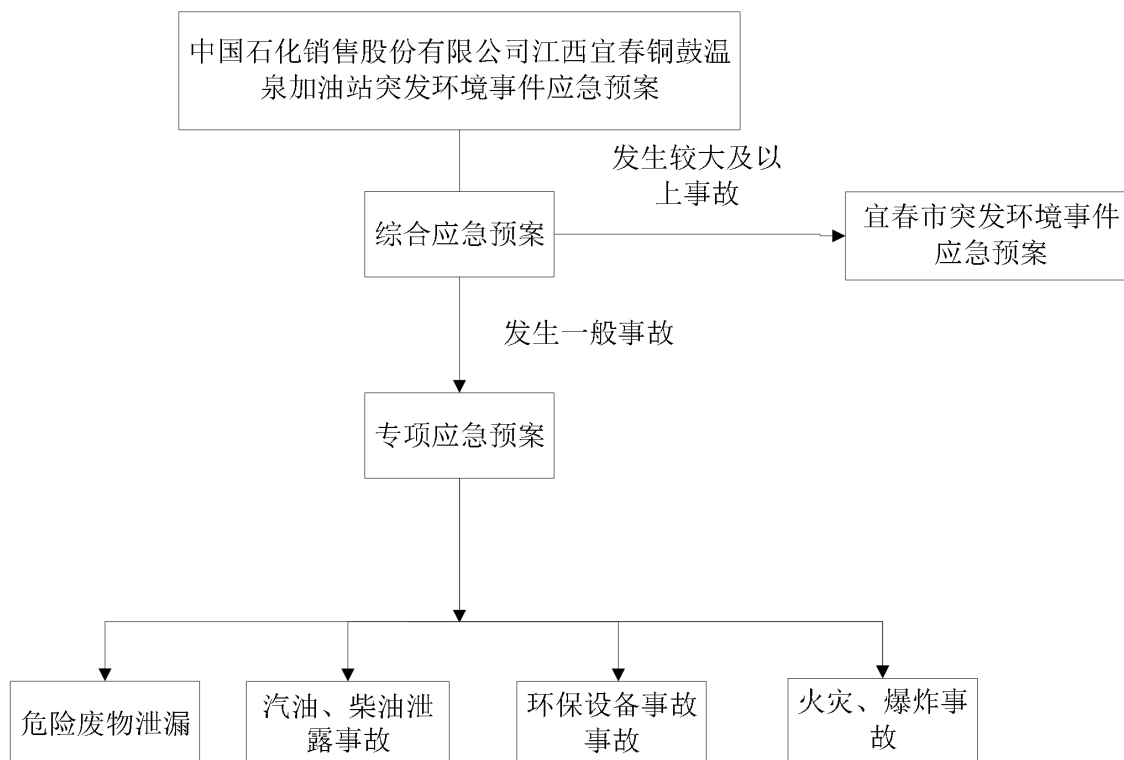 中国石化销售股份有限公司江西宜春铜鼓温
泉加油站突发环境事件应急预案
发生较大及以
上事故
综合应急预案
宜春市突发环境事件
应急预案
发生一般事故
专项应急预案
危险废物泄漏
汽油、柴油泄
露事故
环保设备事故
事故
火灾、爆炸事
故